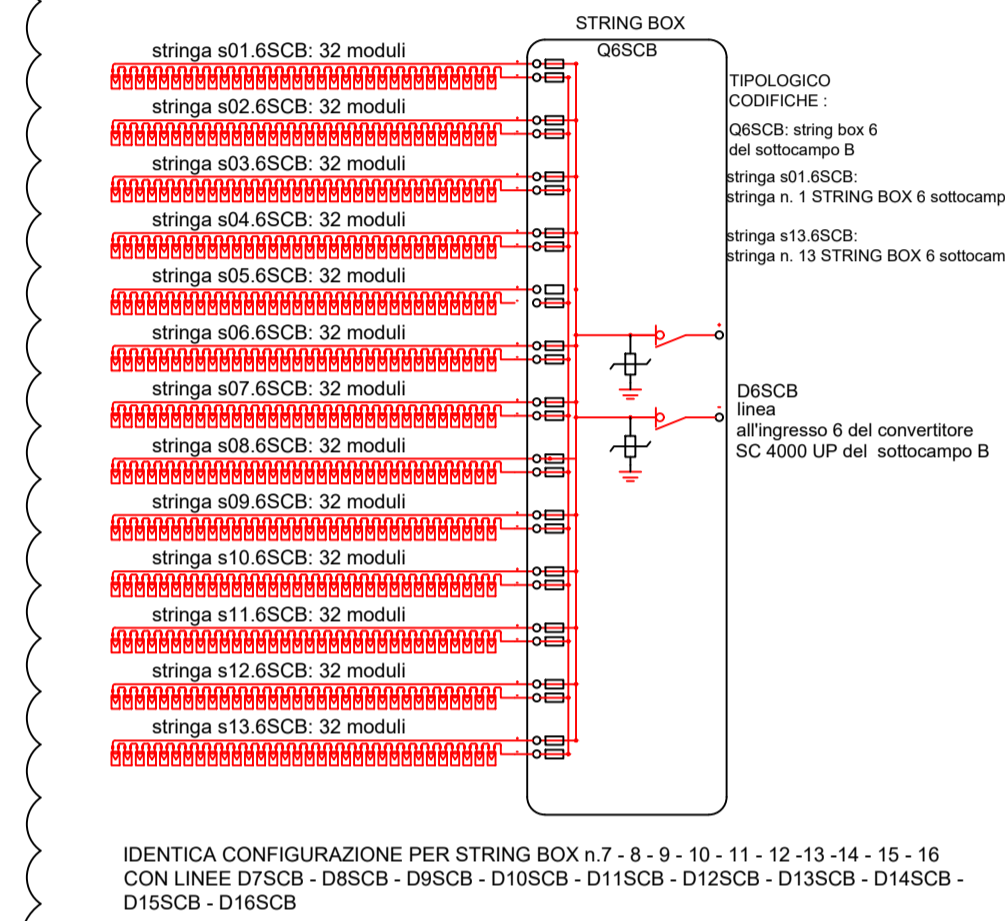 STRING BOX
Q6SCB
stringa s01.6SCB: 32 moduli
stringa s02.6SCB: 32 moduli
stringa s03.6SCB: 32 moduli
stringa s04.6SCB: 32 moduli
stringa s05.6SCB: 32 moduli
stringa s06.6SCB: 32 moduli
stringa s07.6SCB: 32 moduli
stringa s08.6SCB: 32 moduli
stringa s09.6SCB: 32 moduli
stringa s10.6SCB: 32 moduli
stringa s11.6SCB: 32 moduli
stringa s12.6SCB: 32 moduli
stringa s13.6SCB: 32 moduli
TIPOLOGICO
CODIFICHE :
Q6SCB: string box 6
del sottocampo B
stringa s01.6SCB:
stringa n. 1 STRING BOX 6 sottocamp
stringa s13.6SCB:
stringa n. 13 STRING BOX 6 sottocam
D6SCB
linea
all'ingresso 6 del convertitore
SC 4000 UP del sottocampo B
IDENTICA CONFIGURAZIONE PER STRING BOX n.7 - 8 - 9 - 10 - 11 - 12 -13 -14 - 15 - 16
CON LINEE D7SCB - D8SCB - D9SCB - D10SCB - D11SCB - D12SCB - D13SCB - D14SCB -
D15SCB - D16SCB